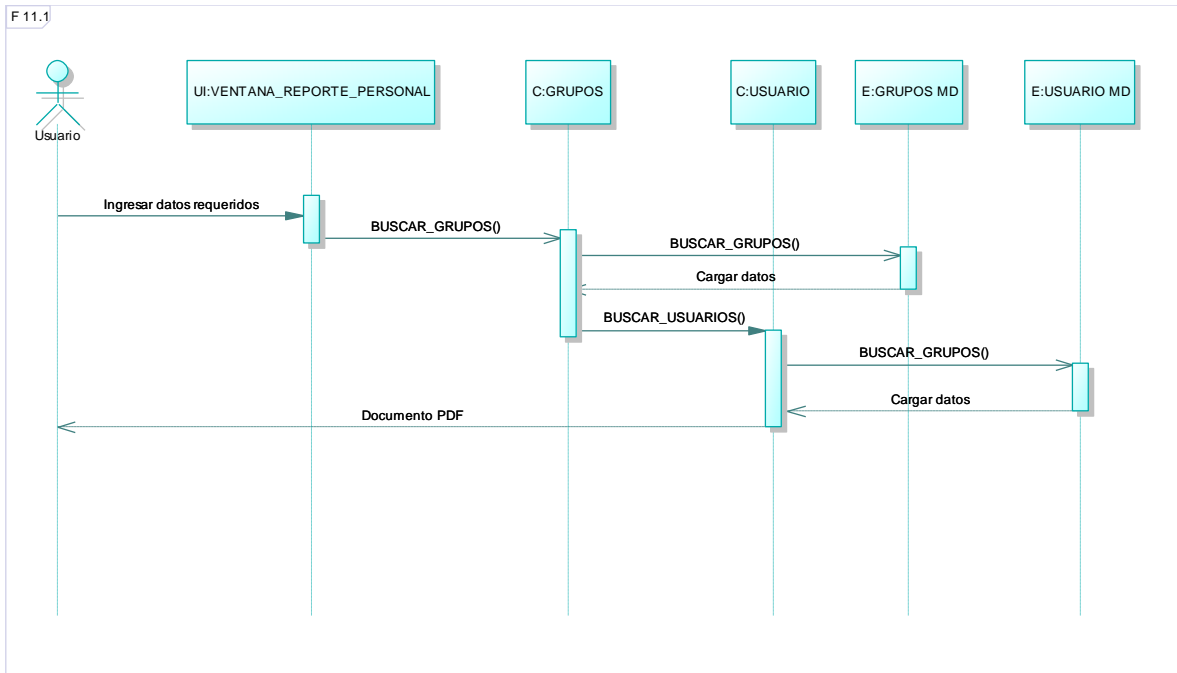 F 11.1
UI:VENTANA_REPORTE_PERSONAL
C:GRUPOS
C:USUARIO
E:GRUPOS MD
E:USUARIO MD
Usuario
Ingresar datos requeridos
BUSCAR_GRUPOS()
BUSCAR_GRUPOS()
Cargar datos
BUSCAR_USUARIOS()
BUSCAR_GRUPOS()
Cargar datos
Documento PDF